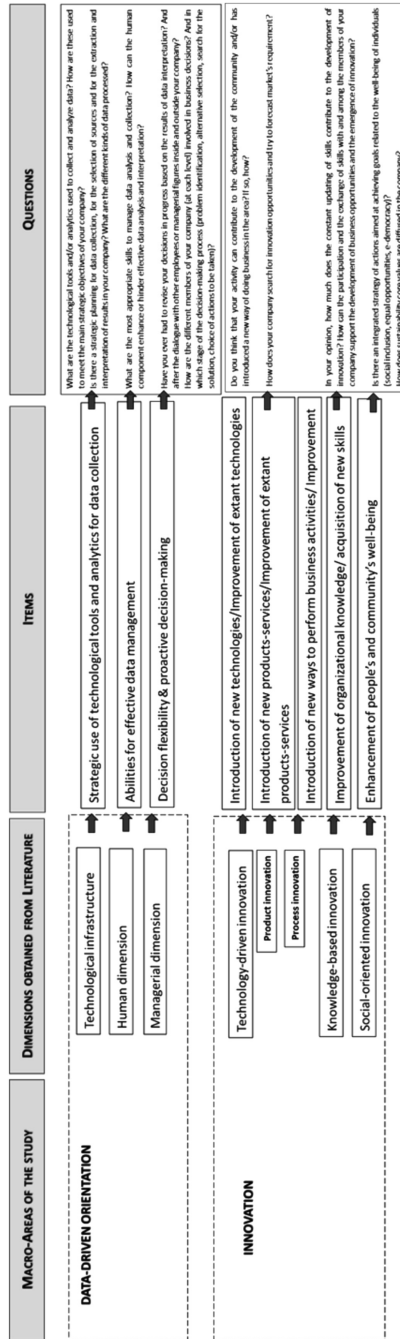 MACRO-AREAS OF THE STUDY
DIMENSIONS OBTAINED FROM LITERATURE
ITEMS
QUESTIONS
DATA-DRIVEN ORIENTATION
Technological infrastructure
Human dimension
Managerial dimension
Strategic use of technological tools and analytics for data collection
Abilities for effective data management
Decision flexibility & proactive decision-making
What are the technological tools and/or analytics used to collect and analyze data? How are these used
to meet the main strategic objectives of your company?
Is there a strategic planning for data collection, for the selection of sources and for the extraction and
interpretation of results in your company? What are the different kinds of data processed?
What are the most appropriate skills to manage data analysis and collection? How can the human
component enhance or hinder effective data analysis and interpretation?
Have you ever had to revise your decisions in progress based on the results of data interpretation? And
after the dialogue with other employees or managerial figures inside and outside your company?
How are the different members of your company (at each level) involved in business decisions? And in
which stage of the decision-making process (problem identification, alternative selection, search for the
solution, choice of actions to be taken)?
INNOVATION
Technology-driven innovation
Product innovation
Process innovation
Knowledge-based innovation
Social-oriented innovation
Introduction of new technologies/Improvement of extant technologies
Introduction of new products-services/Improvement of extant
products-services
Introduction of new ways to perform business activities/ Improvement
Improvement of organizational knowledge/ acquisition of new skills
Enhancement of people's and community's well-being
Do you think that your activity can contribute to the development of the community and/or has
introduced a new way of doing business in the area? If so, how?
How does your company search for innovation opportunities and try to forecast market's requirement?
In your opinion, how much does the constant updating of skills contribute to the development of
innovation? How can the participation and the exchange of skills with and among the members of your
company support the development of business opportunities and the emergence of innovation?
Is there an integrated strategy of actions aimed at achieving goals related to the well-being of individuals
(social inclusion, equal opportunities, e-democracy)?